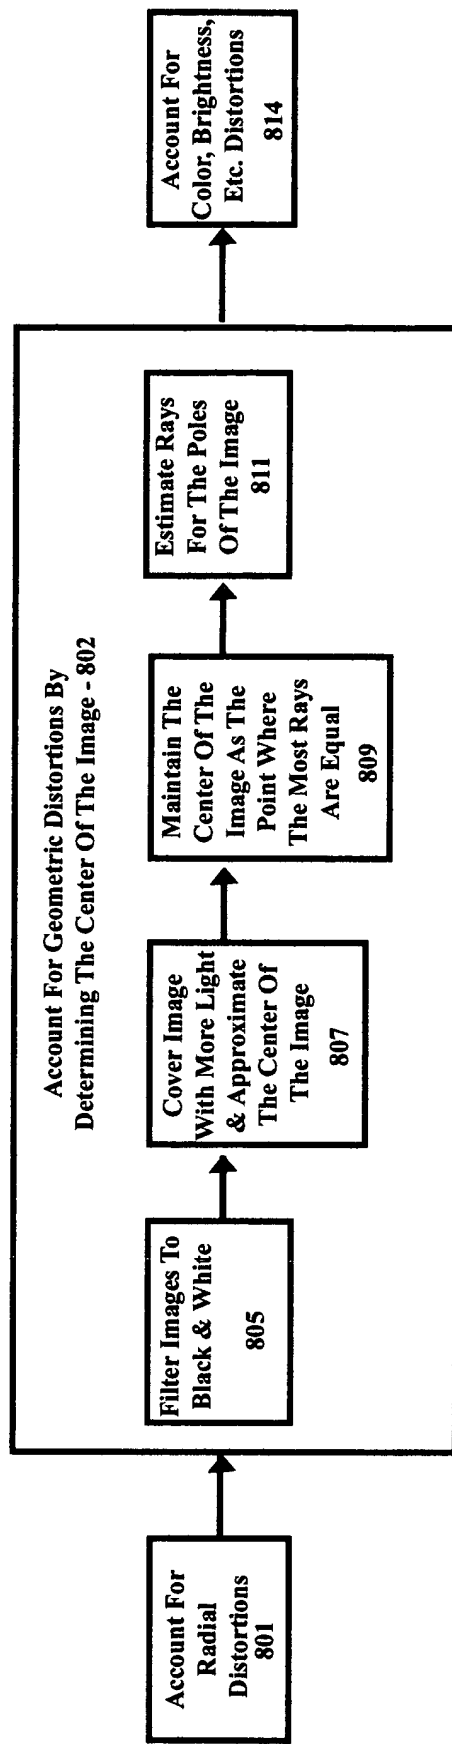 Account For
Radial
Distortions
801
Account For Geometric Distortions By
Determining The Center Of The Image - 802
Filter Images To
Black & White
805
Cover Image
With More Light
& Approximate
The Center Of
The Image
807
Maintain The
Center Of The
Image As The
Point Where
The Most Rays
Are Equal
809
Estimate Rays
For The Poles
Of The Image
811
Account For
Color, Brightness,
Etc. Distortions
814